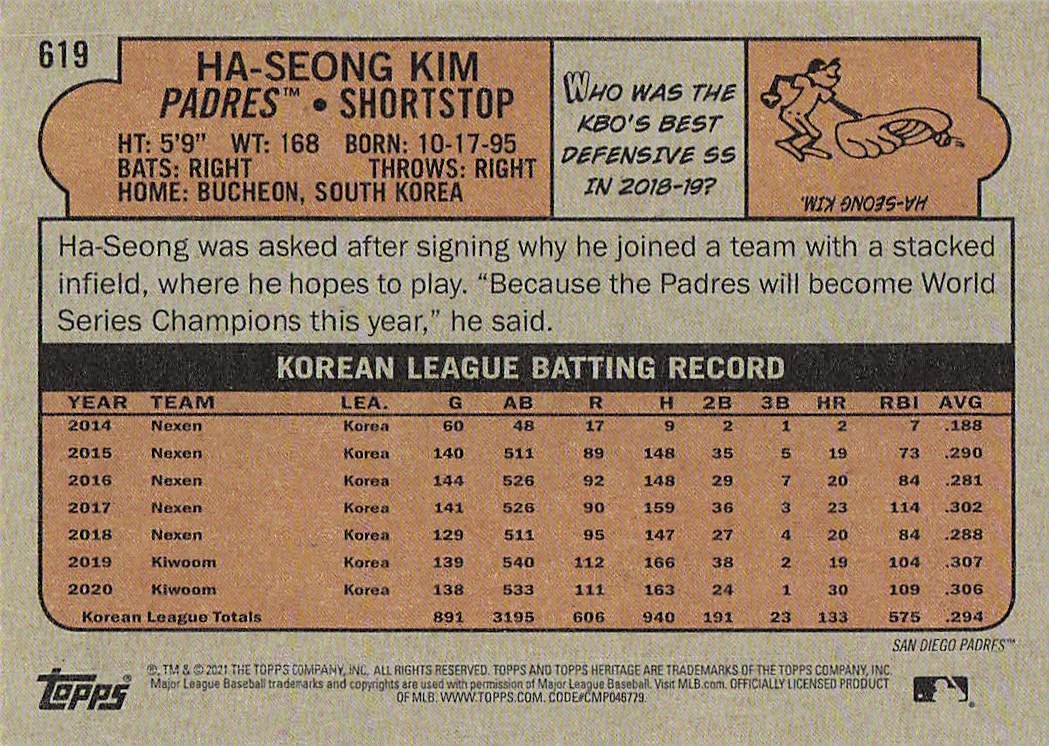 619
HA-SEONG KIM
PADRES™ • SHORTSTOP
HT: 5'9" WT: 168 BORN: 10-17-95
BATS: RIGHT THROWS: RIGHT
HOME: BUCHEON, SOUTH KOREA
WHO WAS THE
KBO'S BEST
DEFENSIVE SS
IN 2018-19?
HA-SEONG KIM.
Ha-Seong was asked after signing why he joined a team with a stacked
infield, where he hopes to play. “Because the Padres will become World
Series Champions this year,” he said.
KOREAN LEAGUE BATTING RECORD
YEAR TEAM LEA. G AB R H 2B 3B HR RBI AVG
2014 Nexen Korea 60 48 17 9 2 1 2 7 .188
2015 Nexen Korea 140 511 89 148 35 5 19 73 .290
2016 Nexen Korea 144 526 92 148 29 7 20 84 .281
2017 Nexen Korea 141 526 90 159 36 3 23 114 .302
2018 Nexen Korea 129 511 95 147 27 4 20 84 .288
2019 Kiwoom Korea 139 540 112 166 38 2 19 104 .307
2020 Kiwoom Korea 138 533 111 163 24 1 30 109 .306
Korean League Totals 891 3195 606 940 191 23 133 575 .294
SAN DIEGO PADRES™
topps®
®, TM & © 2021 THE TOPPS COMPANY, INC. ALL RIGHTS RESERVED. TOPPS AND TOPPS HERITAGE ARE TRADEMARKS OF THE TOPPS COMPANY, INC.
Major League Baseball trademarks and copyrights are used with permission of Major League Baseball. Visit MLB.com. OFFICIALLY LICENSED PRODUCT
OF MLB. WWW.TOPPS.COM. CODE#CMP046779.